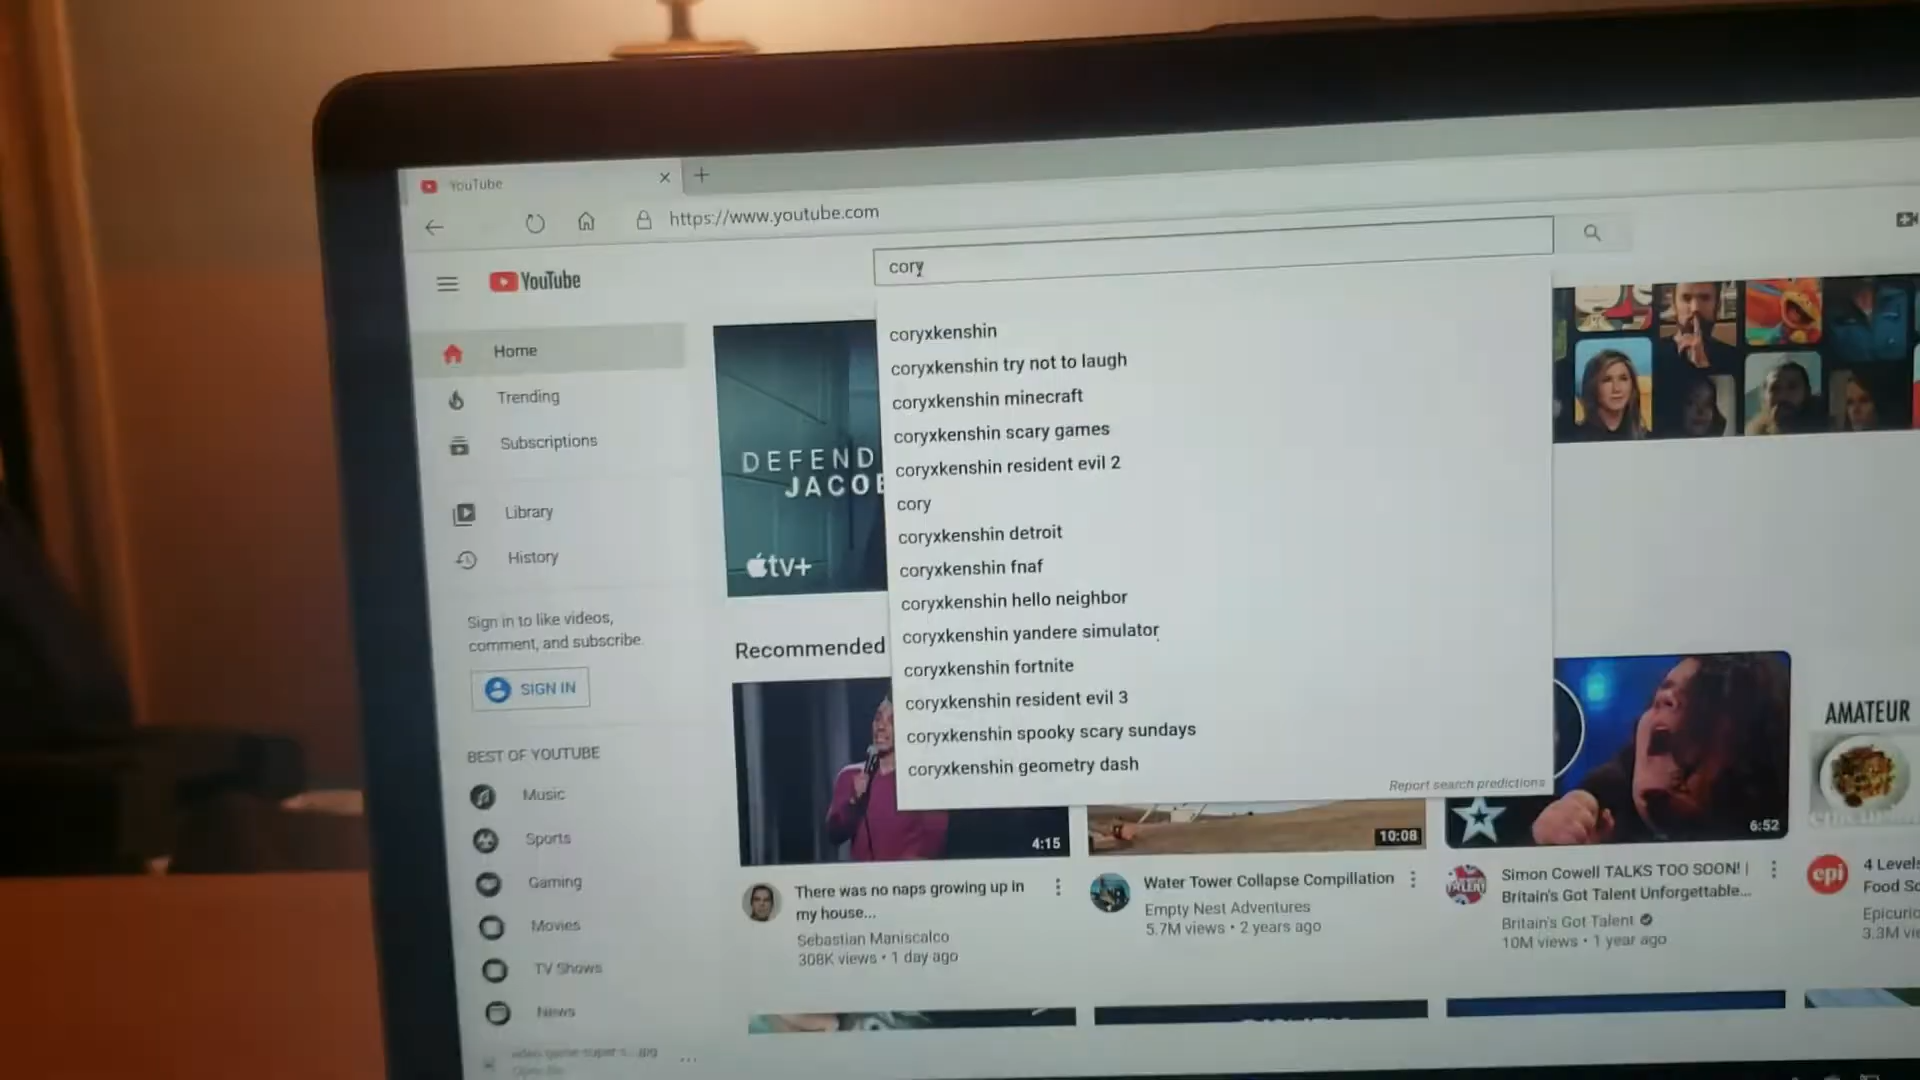 YouTube
https://www.youtube.com
YouTube
cory
coryxkenshin
coryxkenshin try not to laugh
coryxkenshin minecraft
coryxkenshin scary games
coryxkenshin resident evil 2
cory
coryxkenshin detroit
coryxkenshin fnaf
coryxkenshin hello neighbor
coryxkenshin yandere simulator
coryxkenshin fortnite
coryxkenshin resident evil 3
coryxkenshin spooky scary sundays
coryxkenshin geometry dash
Report search predictions
Home
Trending
Subscriptions
Library
History
Sign in to like videos,
comment, and subscribe.
SIGN IN
BEST OF YOUTUBE
Music
Sports
Gaming
Movies
TV Shows
News
DEFEND
JACOB
tv+
Recommended
4:15
There was no naps growing up in
my house...
Sebastian Maniscalco
308K views • 1 day ago
10:08
Water Tower Collapse Compillation
Empty Nest Adventures
5.7M views • 2 years ago
6:52
Simon Cowell TALKS TOO SOON! |
Britain's Got Talent Unforgettable...
Britain's Got Talent
10M views • 1 year ago
AMATEUR
epi
4 Levels
Food
3.3M